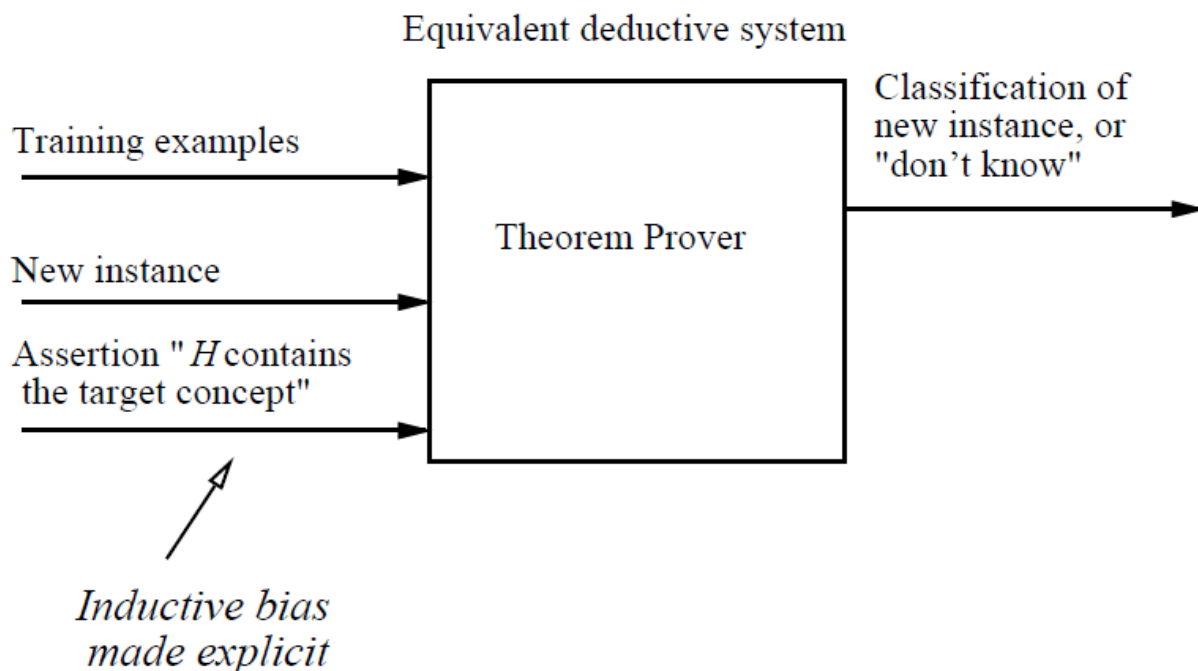 Equivalent deductive system
Training examples
New instance
Assertion " H contains
the target concept"
Inductive bias
made explicit
Theorem Prover
Classification of
new instance, or
"don’t know"